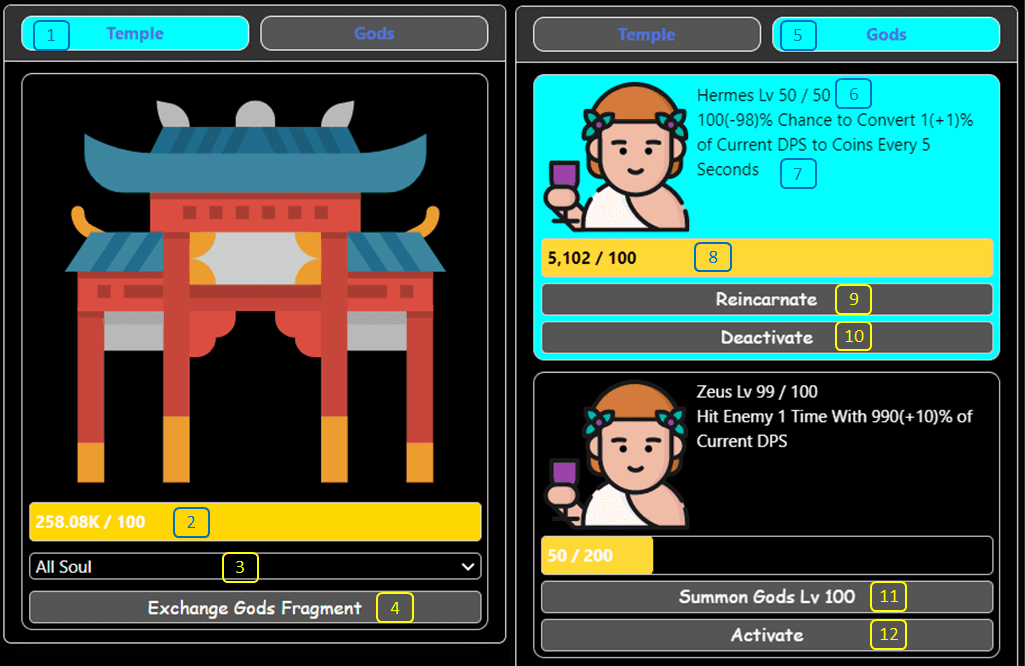 1 Temple
Gods
258.08K / 100 2
All Soul 3
Exchange Gods Fragment 4
Temple
5 Gods
Hermes Lv 50 / 50 6
100(-98)% Chance to Convert 1(+1)%
of Current DPS to Coins Every 5
Seconds 7
5,102 / 100 8
Reincarnate 9
Deactivate 10
Zeus Lv 99 / 100
Hit Enemy 1 Time With 990(+10)% of
Current DPS
50 / 200
Summon Gods Lv 100 11
Activate 12